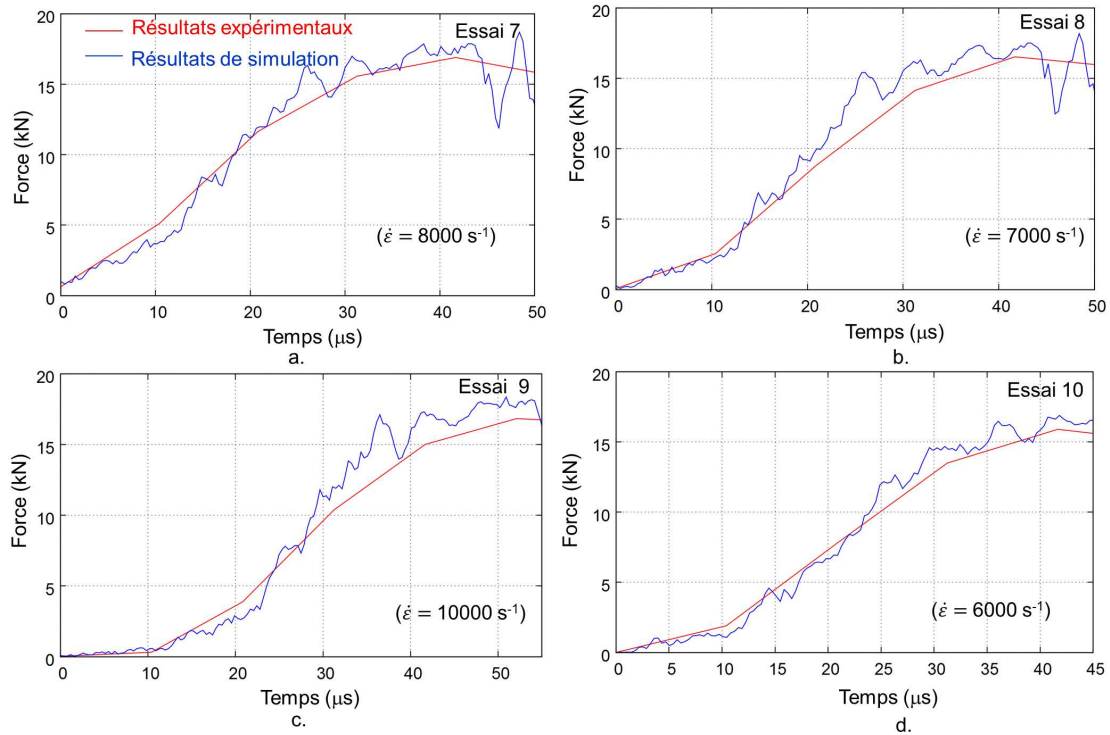 Résultats expérimentaux
Résultats de simulation
Essai 7
20
15
10
5
0
Force (kN)
(ε̇ = 8000 s⁻¹)
0 10 20 30 40 50
Temps (μs)
a.
Essai 8
20
15
10
5
0
Force (kN)
(ε̇ = 7000 s⁻¹)
0 10 20 30 40 50
Temps (μs)
b.
Essai 9
20
15
10
5
0
Force (kN)
(ε̇ = 10000 s⁻¹)
0 10 20 30 40 50
Temps (μs)
c.
Essai 10
20
15
10
5
0
Force (kN)
(ε̇ = 6000 s⁻¹)
0 5 10 15 20 25 30 35 40 45
Temps (μs)
d.